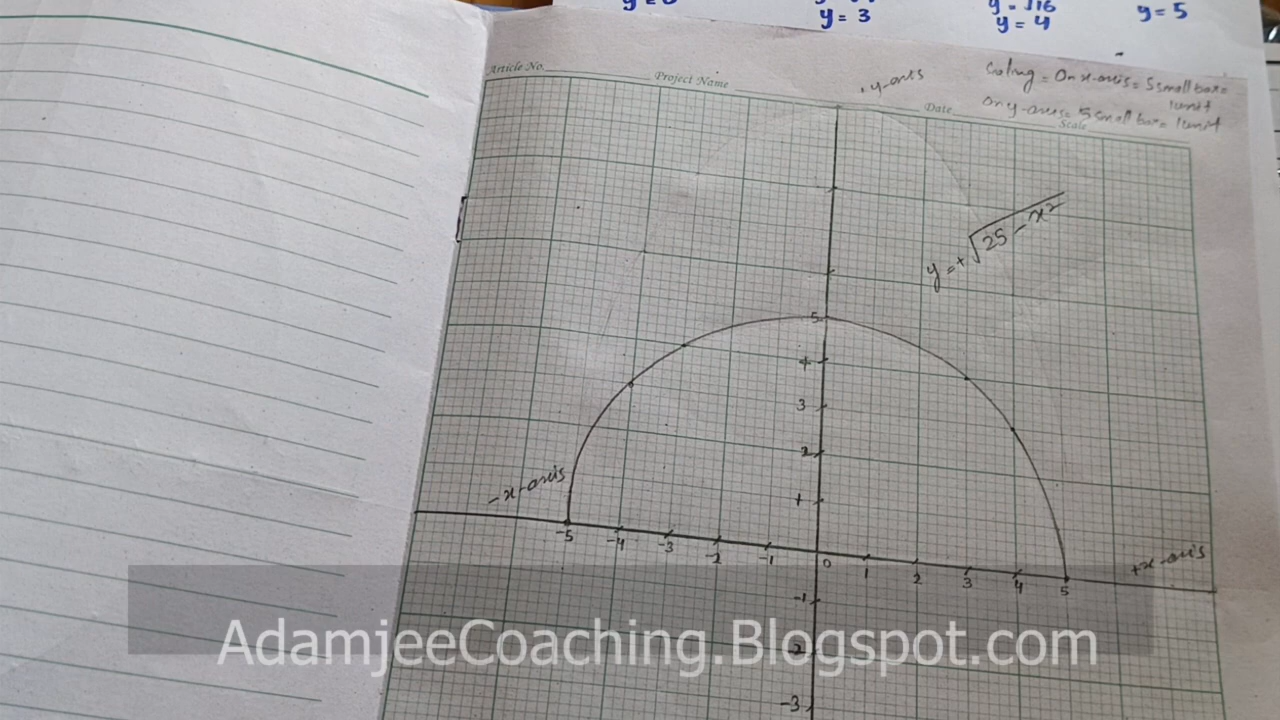 y = 3
y = √16
y = 4
y = 5
Article No.
Project Name
Date
Scale
Scaling = On x-axis = 5 small box =
1 unit
On y-axis = 5 small box = 1 unit
y-axis
y = +√25 - x²
5
4
3
2
1
-x-axis
+x-axis
-5 -4 -3 -2 -1 0 1 2 3 4 5
-1
-2
-3
AdamjeeCoaching.Blogspot.com